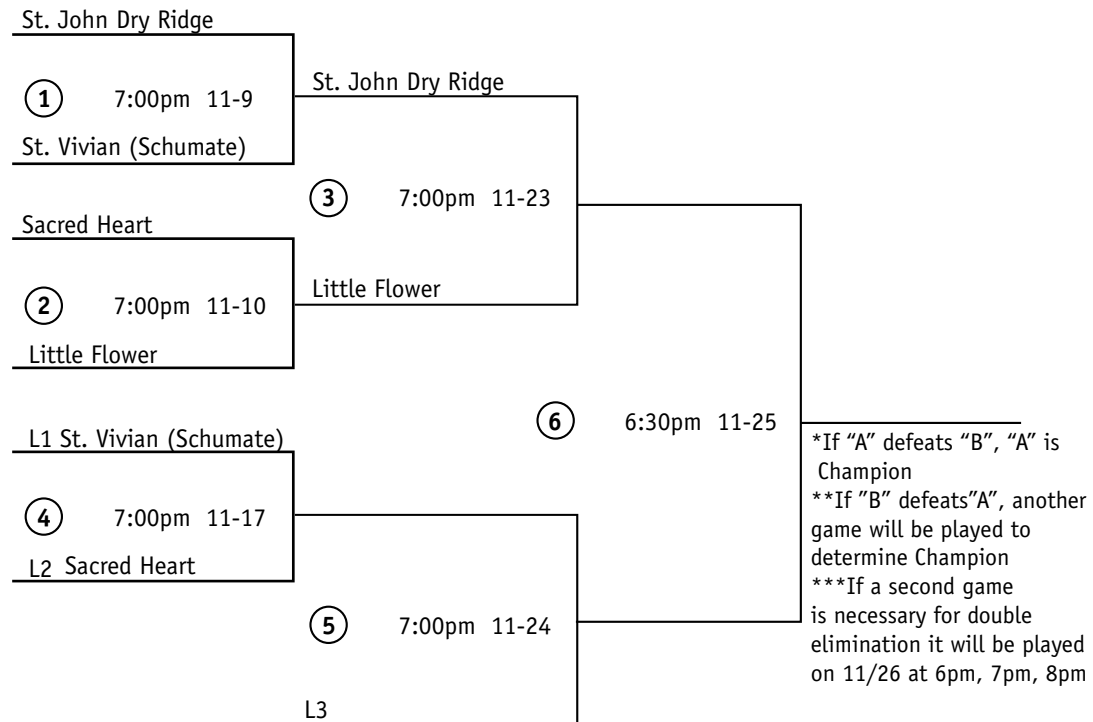 St. John Dry Ridge
1 7:00pm 11-9
St. Vivian (Schumate)
St. John Dry Ridge
3 7:00pm 11-23
Sacred Heart
2 7:00pm 11-10
Little Flower
Little Flower
L1 St. Vivian (Schumate)
4 7:00pm 11-17
L2 Sacred Heart
6 6:30pm 11-25
5 7:00pm 11-24
L3
*If “A” defeats “B”, “A” is
Champion
**If ”B” defeats”A”, another
game will be played to
determine Champion
***If a second game
is necessary for double
elimination it will be played
on 11/26 at 6pm, 7pm, 8pm